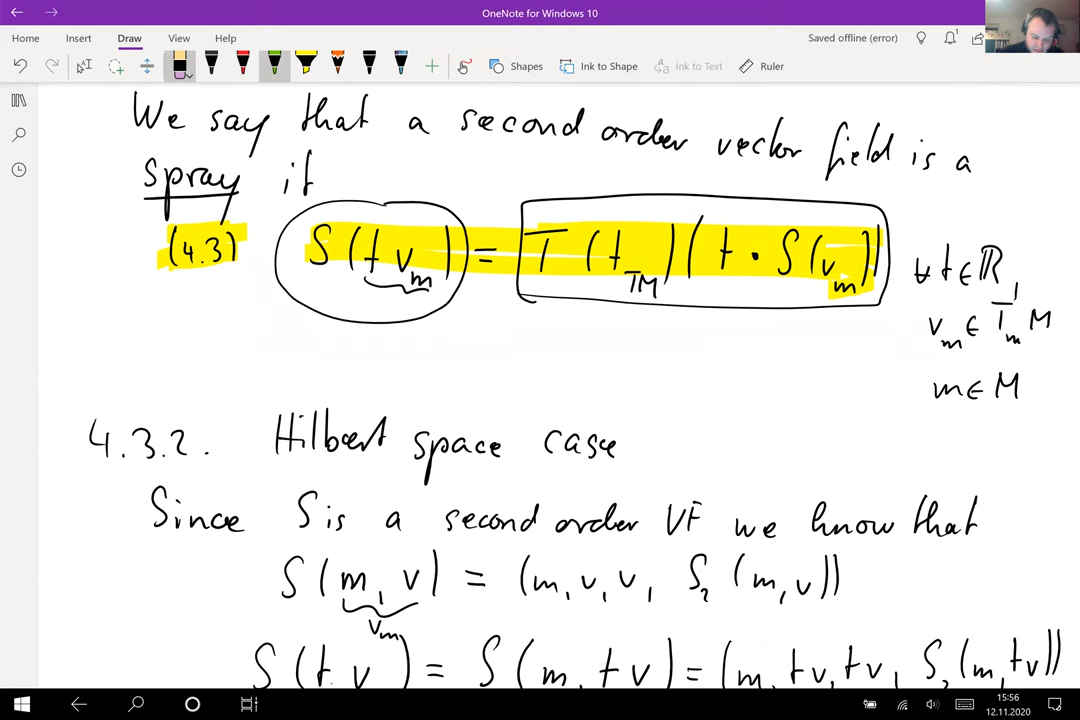 OneNote for Windows 10
Home Insert Draw View Help Saved offline (error)
Shapes Ink to Shape Ink to Text Ruler
We say that a second order vector field is a
spray if
(4.3) S(t v_m) = T(t_{TM})(t · S(v_m)) ∀ t ∈ ℝ,
v_m ∈ T_m M
m ∈ M
4.3.2. Hilbert space case
Since S is a second order VF we know that
S(m, v) = (m, v, v, S_2(m, v))
v_m
S(t v) = S(m, tv) = (m, tv, tv, S_2(m, tv))
15:56
12.11.2020